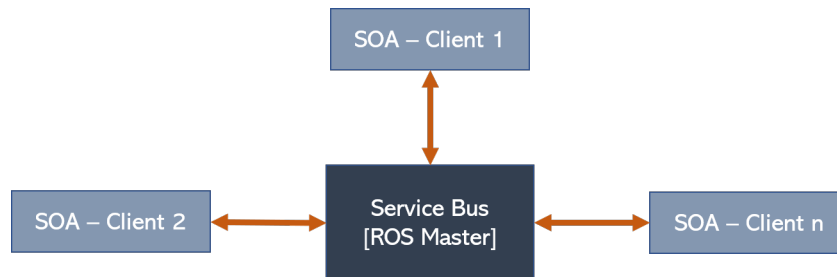 SOA – Client 1
SOA – Client 2
Service Bus
[ROS Master]
SOA – Client n